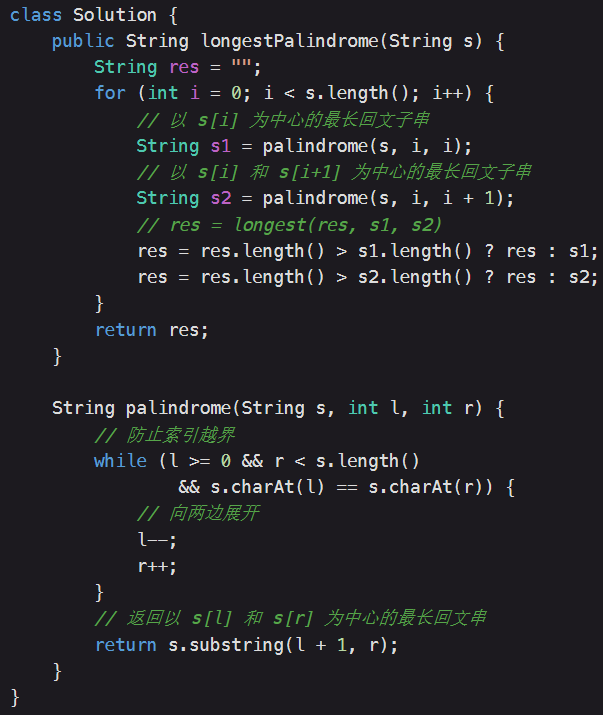 class Solution {
    public String longestPalindrome(String s) {
        String res = "";
        for (int i = 0; i < s.length(); i++) {
            // 以 s[i] 为中心的最长回文子串
            String s1 = palindrome(s, i, i);
            // 以 s[i] 和 s[i+1] 为中心的最长回文子串
            String s2 = palindrome(s, i, i + 1);
            // res = longest(res, s1, s2)
            res = res.length() > s1.length() ? res : s1;
            res = res.length() > s2.length() ? res : s2;
        }
        return res;
    }

    String palindrome(String s, int l, int r) {
        // 防止索引越界
        while (l >= 0 && r < s.length()
                && s.charAt(l) == s.charAt(r)) {
            // 向两边展开
            l--;
            r++;
        }
        // 返回以 s[l] 和 s[r] 为中心的最长回文串
        return s.substring(l + 1, r);
    }
}